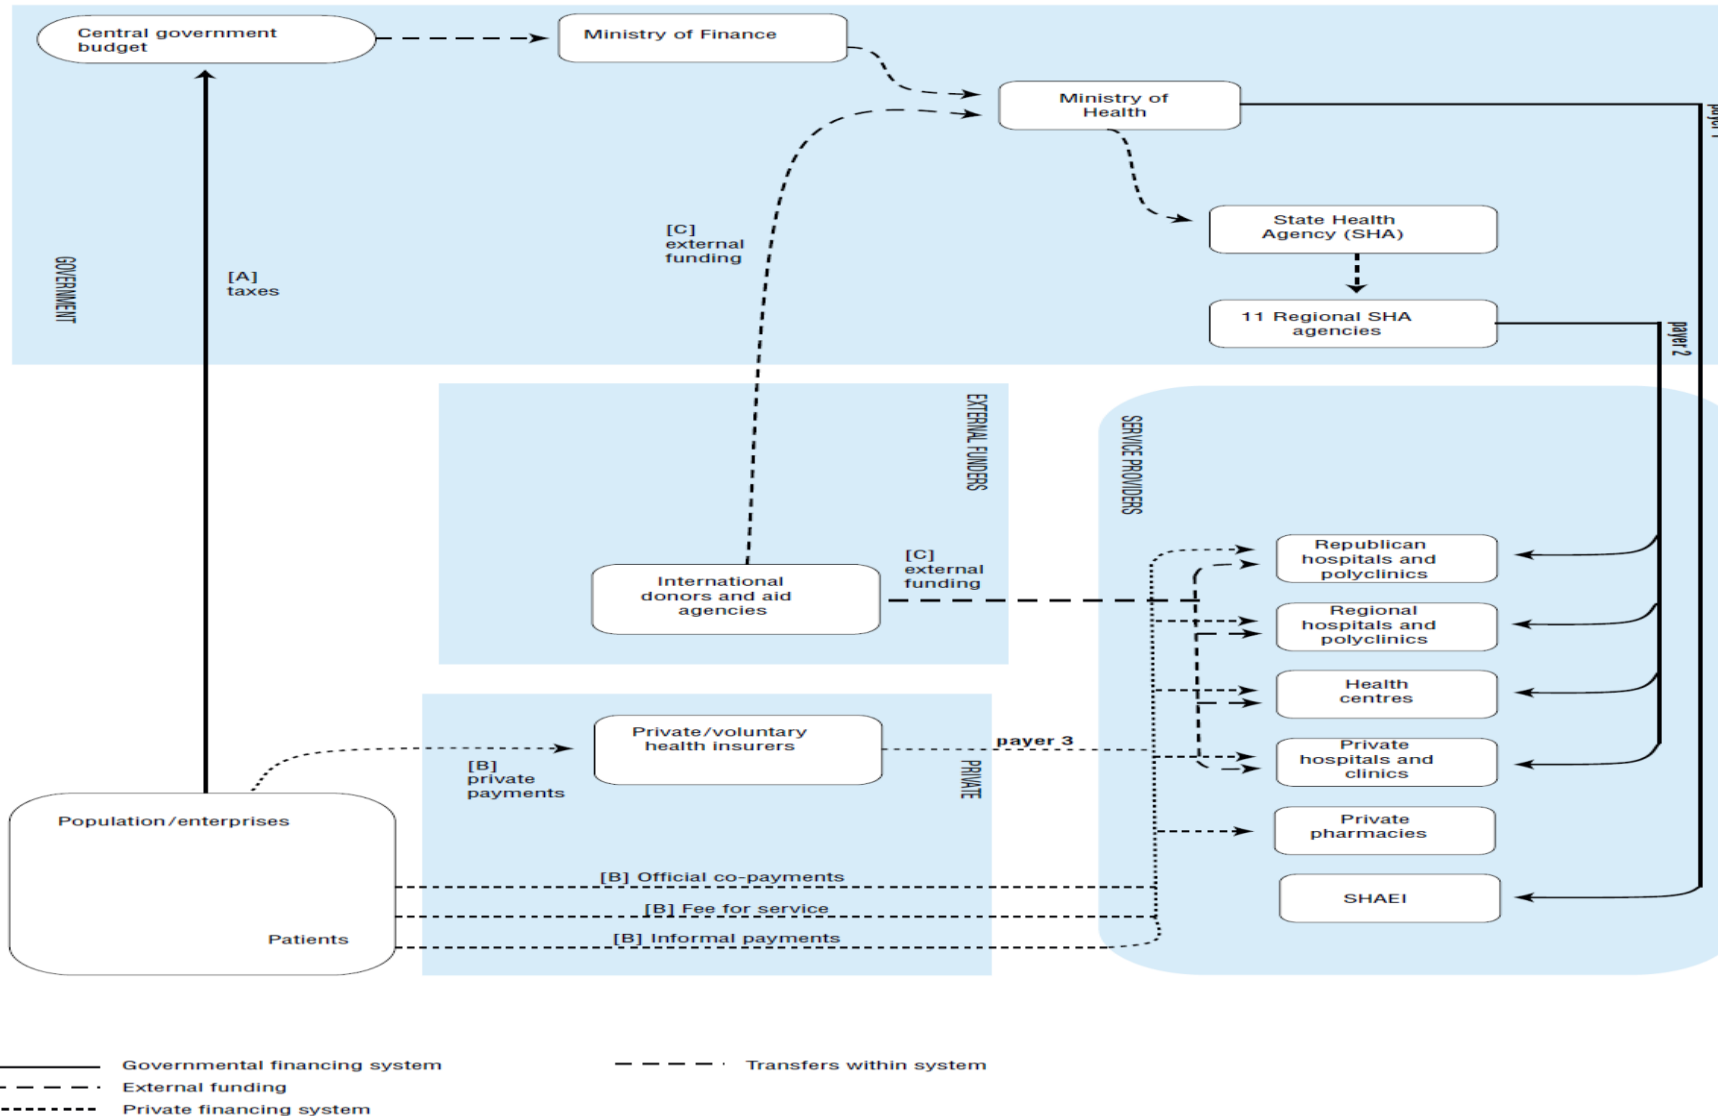 Central government
budget
Ministry of Finance
Ministry of
Health
State Health
Agency (SHA)
11 Regional SHA
agencies
payer 2
GOVERNMENT
[A]
taxes
[C]
external
funding
EXTERNAL FUNDERS
SERVICE PROVIDERS
International
donors and aid
agencies
[C]
external
funding
Republican
hospitals and
polyclinics
Regional
hospitals and
polyclinics
Health
centres
Private
hospitals and
clinics
Private
pharmacies
SHAEI
Private/voluntary
health insurers
payer 3
PRIVATE
[B]
private
payments
Population/enterprises
[B] Official co-payments
[B] Fee for service
[B] Informal payments
Patients
Governmental financing system
External funding
Private financing system
Transfers within system